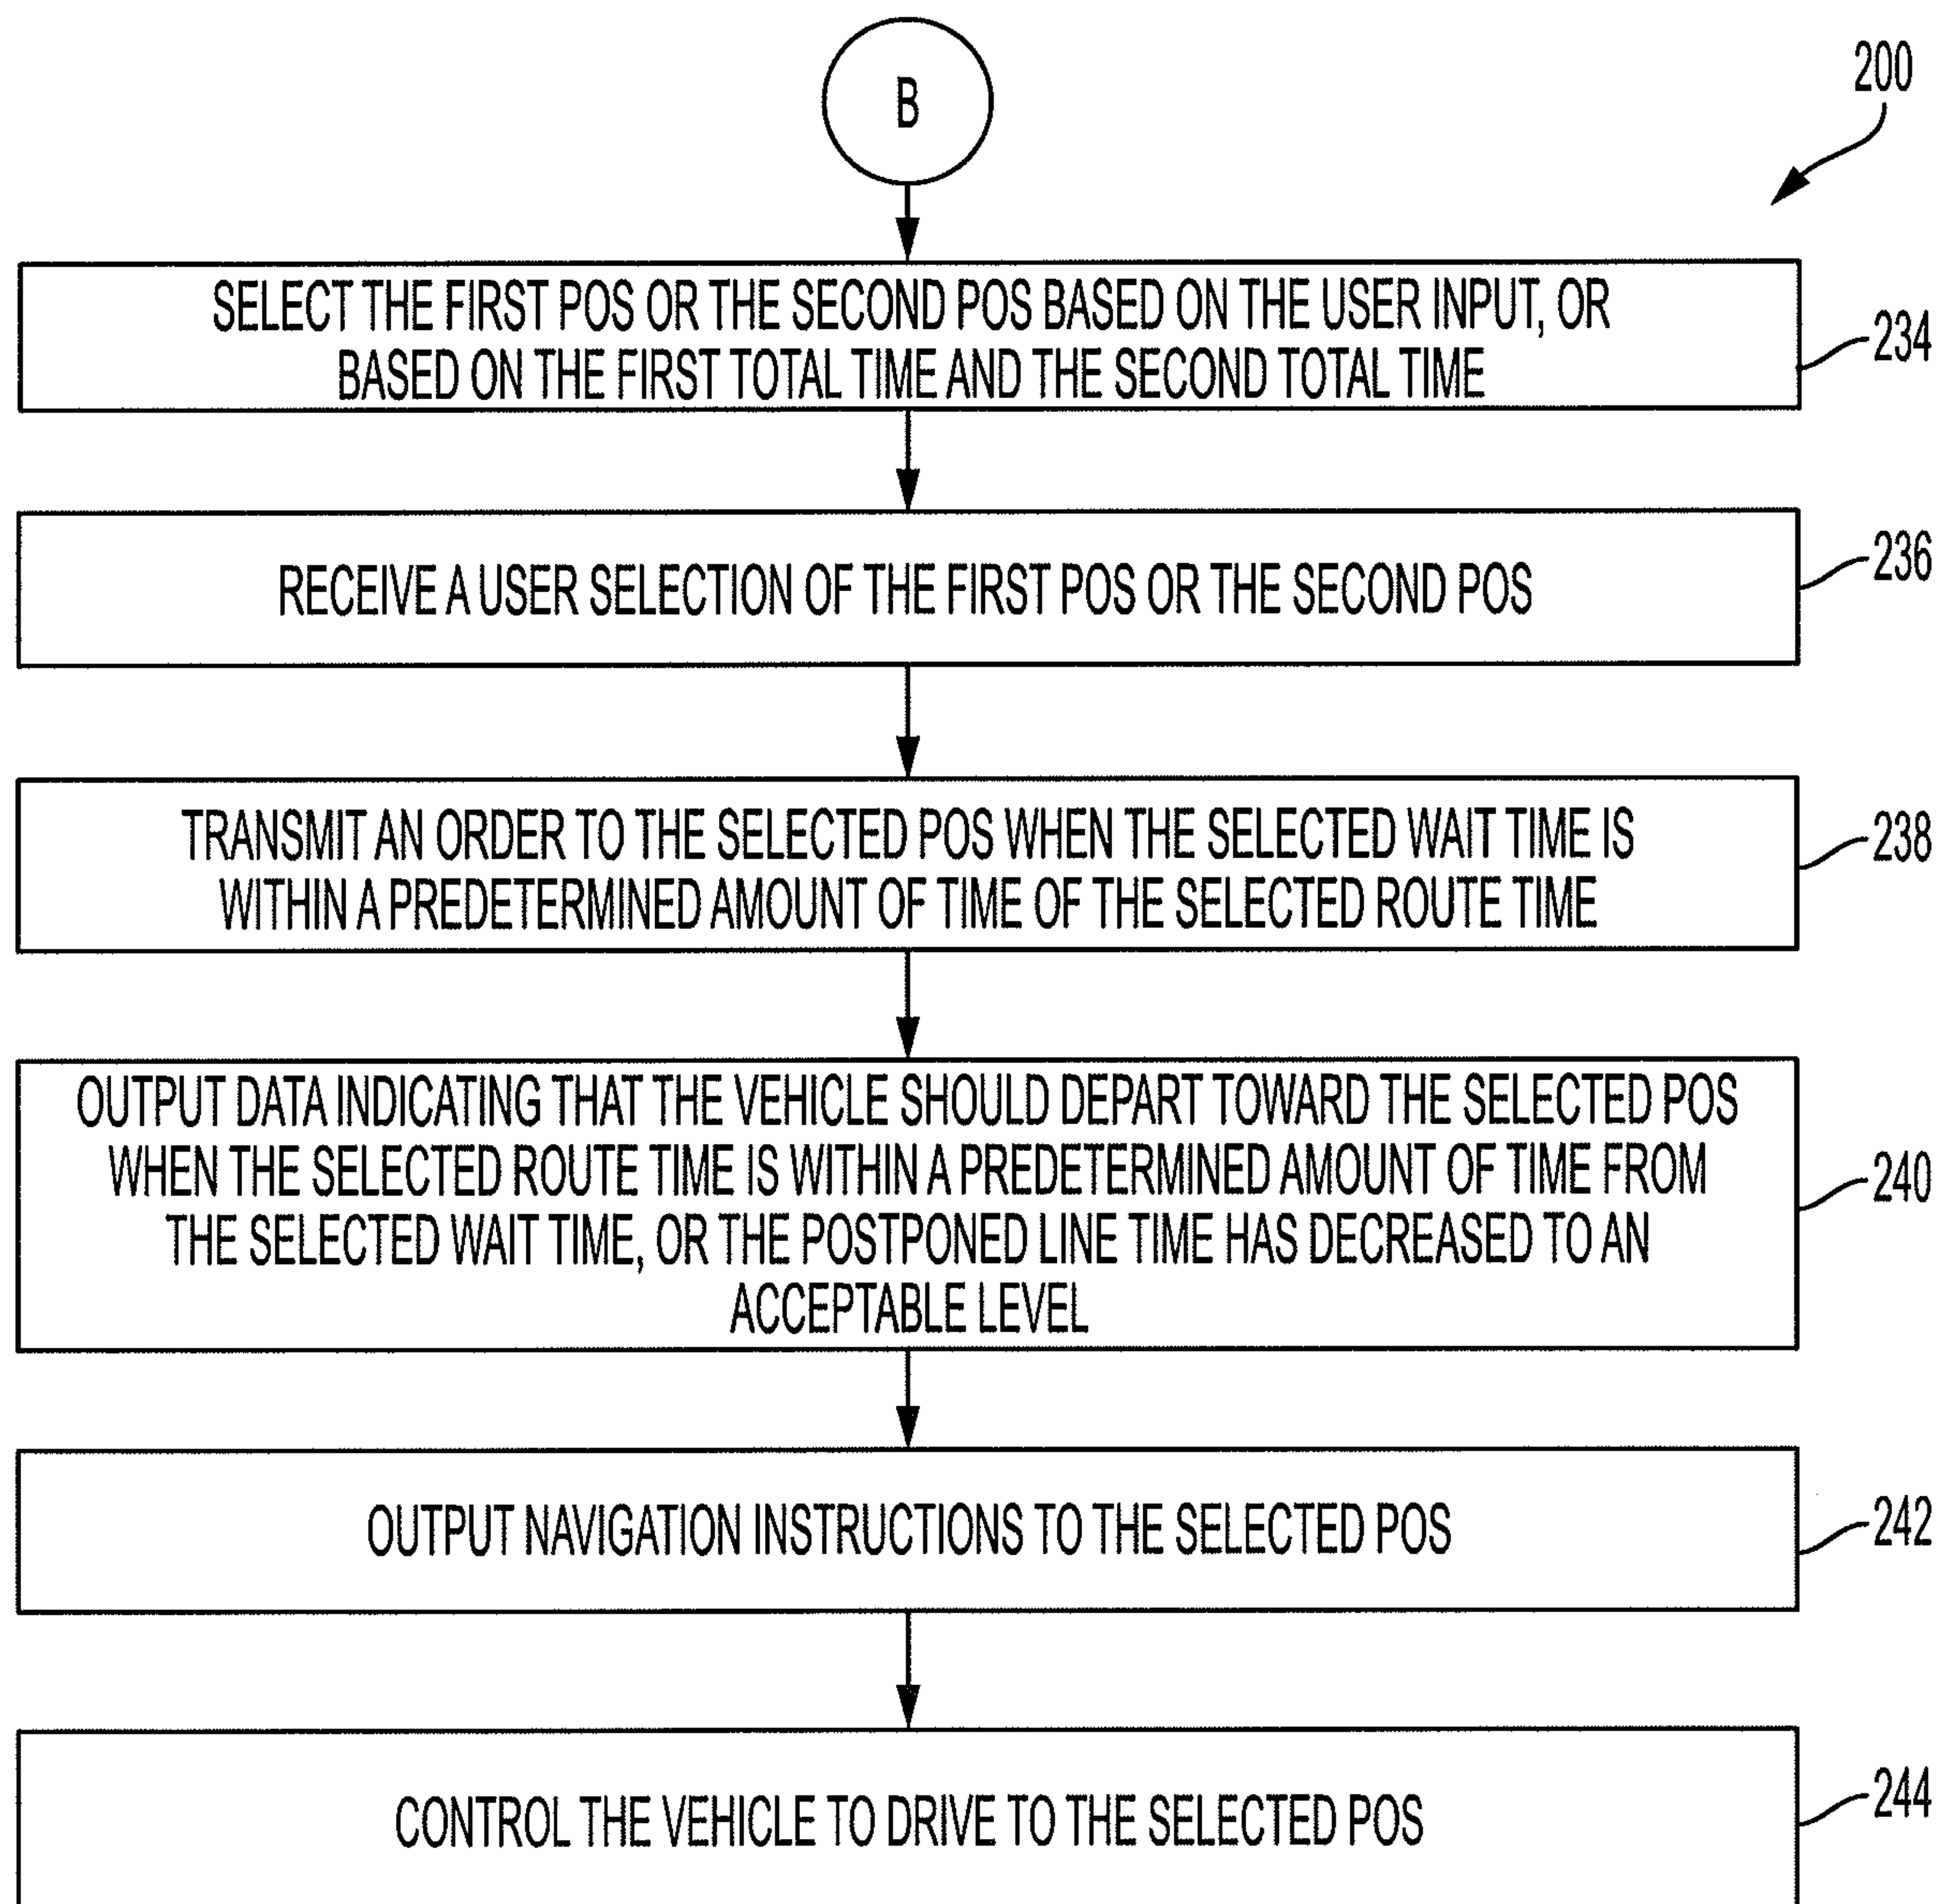 B
200
SELECT THE FIRST POS OR THE SECOND POS BASED ON THE USER INPUT, OR
BASED ON THE FIRST TOTAL TIME AND THE SECOND TOTAL TIME
234
RECEIVE A USER SELECTION OF THE FIRST POS OR THE SECOND POS
236
TRANSMIT AN ORDER TO THE SELECTED POS WHEN THE SELECTED WAIT TIME IS
WITHIN A PREDETERMINED AMOUNT OF TIME OF THE SELECTED ROUTE TIME
238
OUTPUT DATA INDICATING THAT THE VEHICLE SHOULD DEPART TOWARD THE SELECTED POS
WHEN THE SELECTED ROUTE TIME IS WITHIN A PREDETERMINED AMOUNT OF TIME FROM
THE SELECTED WAIT TIME, OR THE POSTPONED LINE TIME HAS DECREASED TO AN
ACCEPTABLE LEVEL
240
OUTPUT NAVIGATION INSTRUCTIONS TO THE SELECTED POS
242
CONTROL THE VEHICLE TO DRIVE TO THE SELECTED POS
244